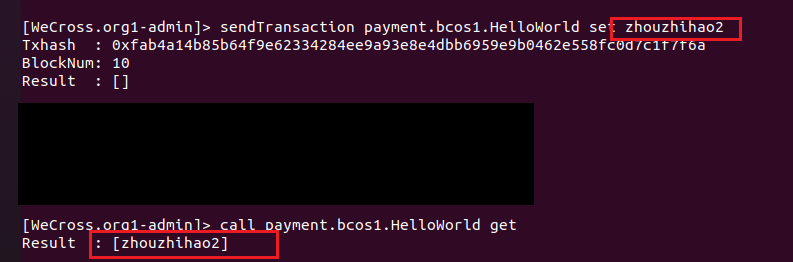 [WeCross.org1-admin]> sendTransaction payment.bcos1.HelloWorld set zhouzhihao2
Txhash  : 0xfab4a14b85b64f9e62334284ee9a93e8e4dbb6959e9b0462e558fc0d7c1f7f6a
BlockNum: 10
Result  : []
[WeCross.org1-admin]> call payment.bcos1.HelloWorld get
Result  : [zhouzhihao2]